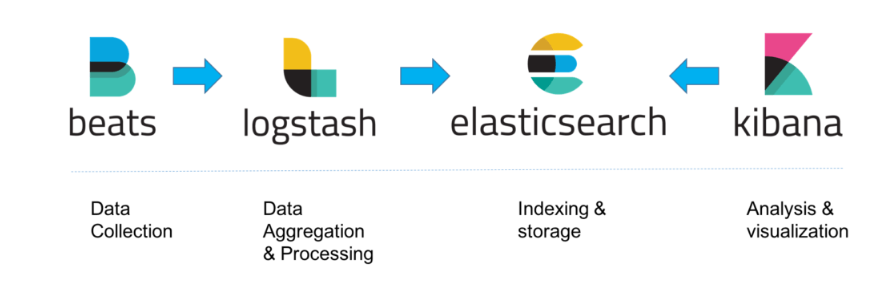 beats
logstash
elasticsearch
kibana
Data
Collection
Data
Aggregation
& Processing
Indexing &
storage
Analysis &
visualization